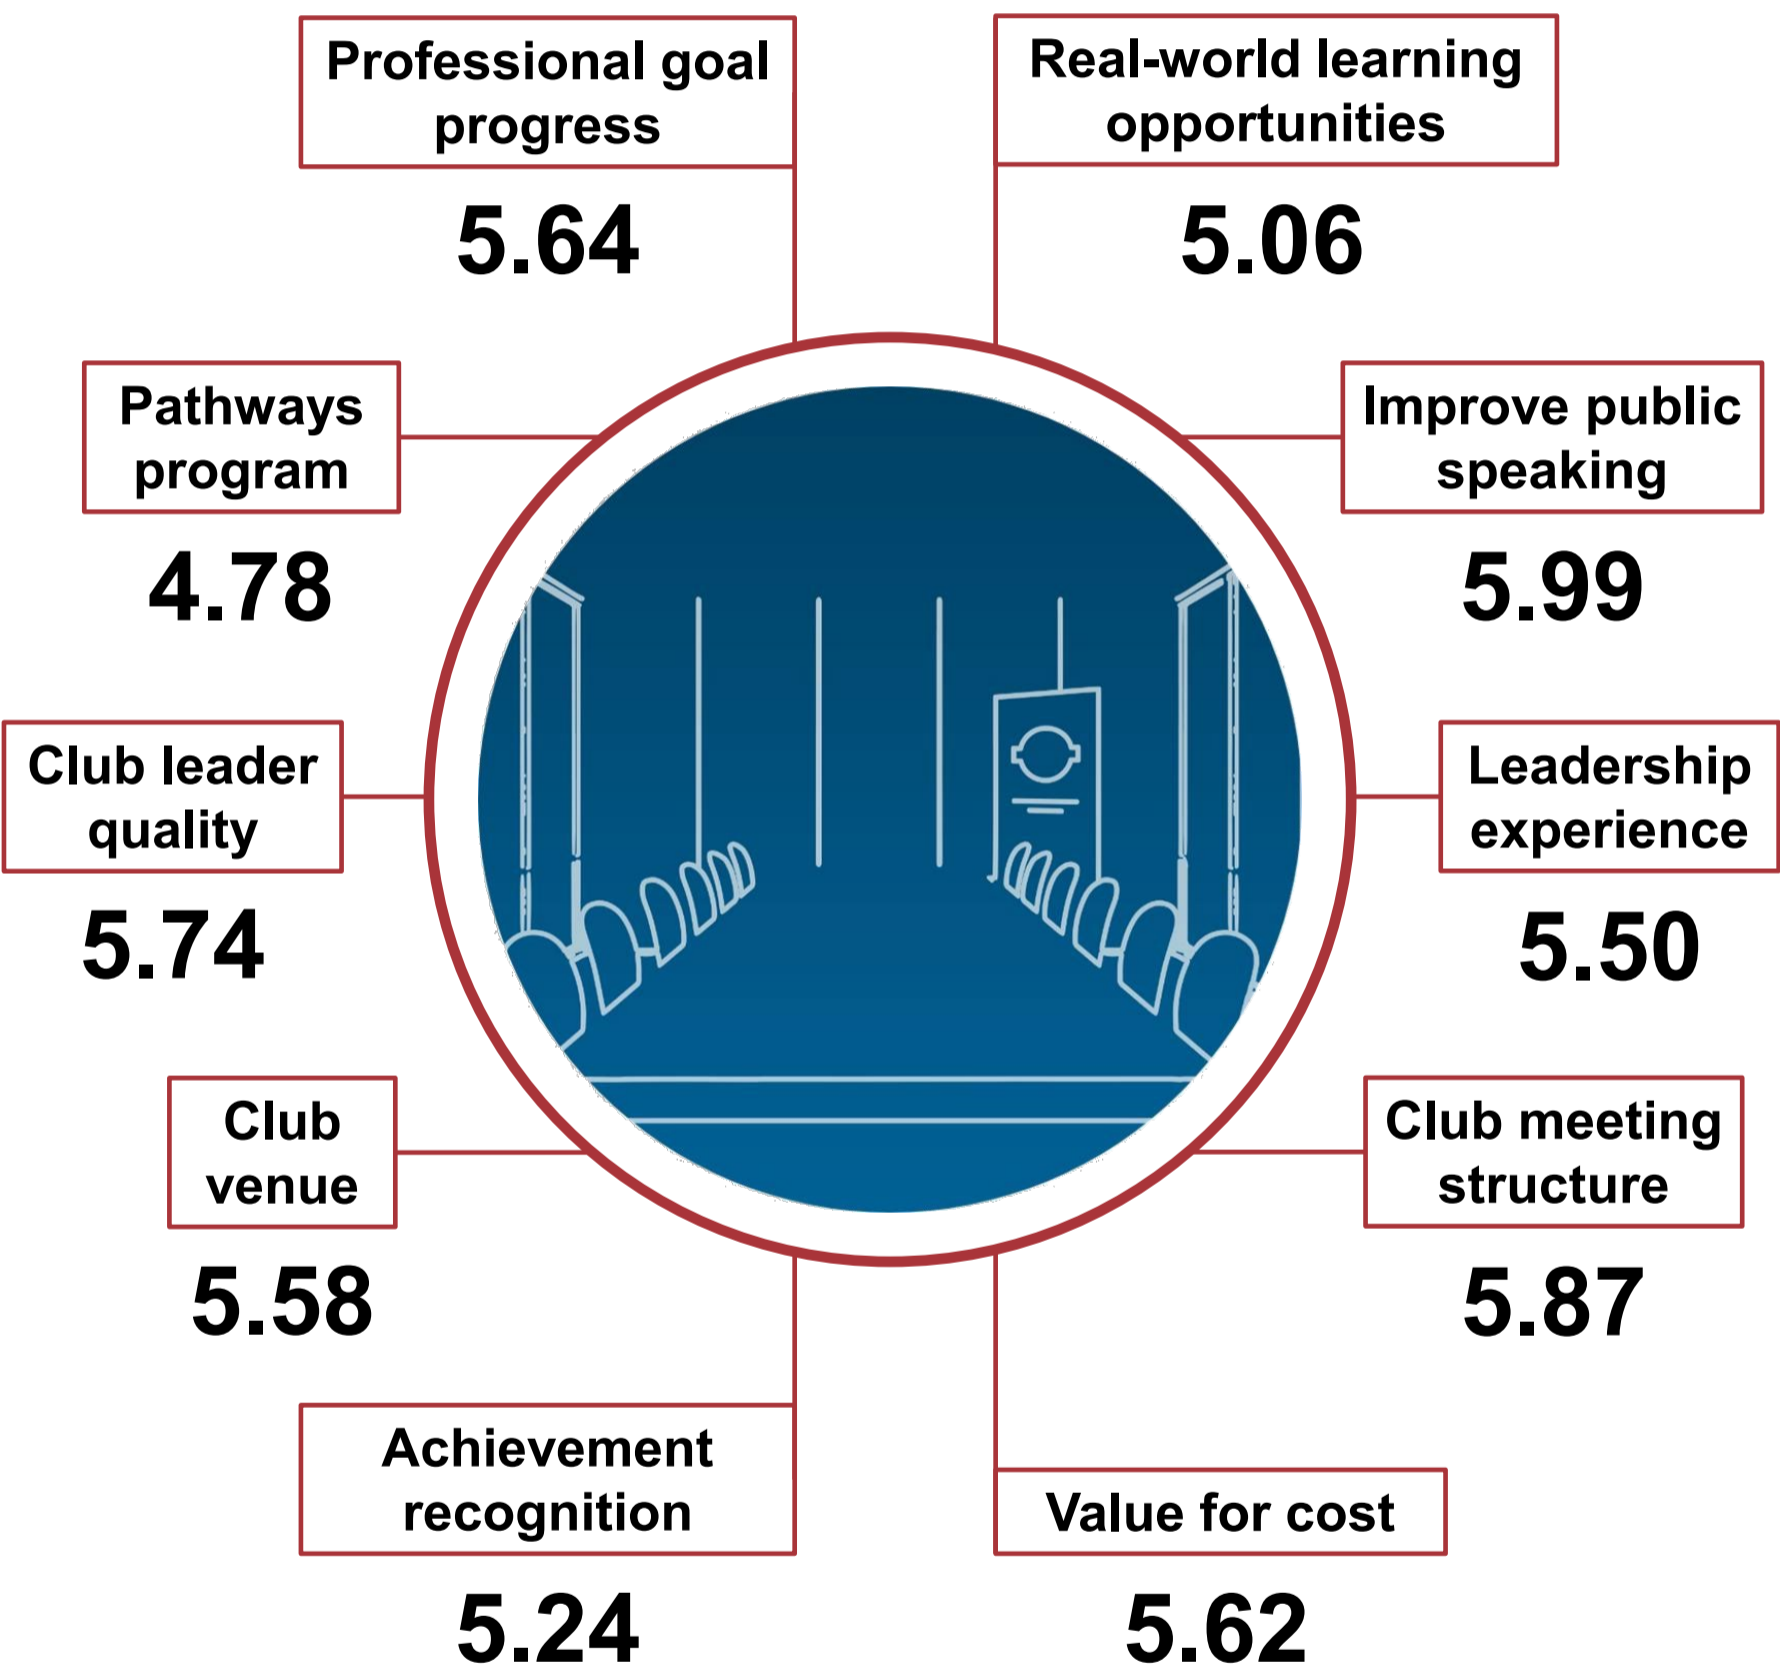 Professional goal
progress
5.64
Real-world learning
opportunities
5.06
Pathways
program
4.78
Improve public
speaking
5.99
Club leader
quality
5.74
Leadership
experience
5.50
Club
venue
5.58
Club meeting
structure
5.87
Achievement
recognition
5.24
Value for cost
5.62